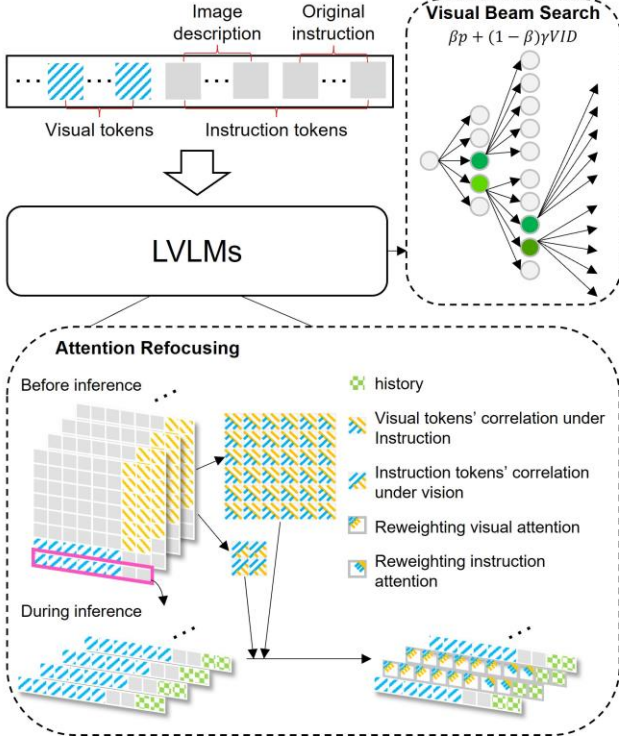 Image
description
Original
instruction
...
...
...
...
Visual tokens
Instruction tokens
LVLMs
Visual Beam Search
βp + (1 − β)γVID
Attention Refocusing
Before inference
...
history
Visual tokens' correlation under
Instruction
Instruction tokens' correlation
under vision
Reweighting visual attention
Reweighting instruction
attention
During inference
...
...